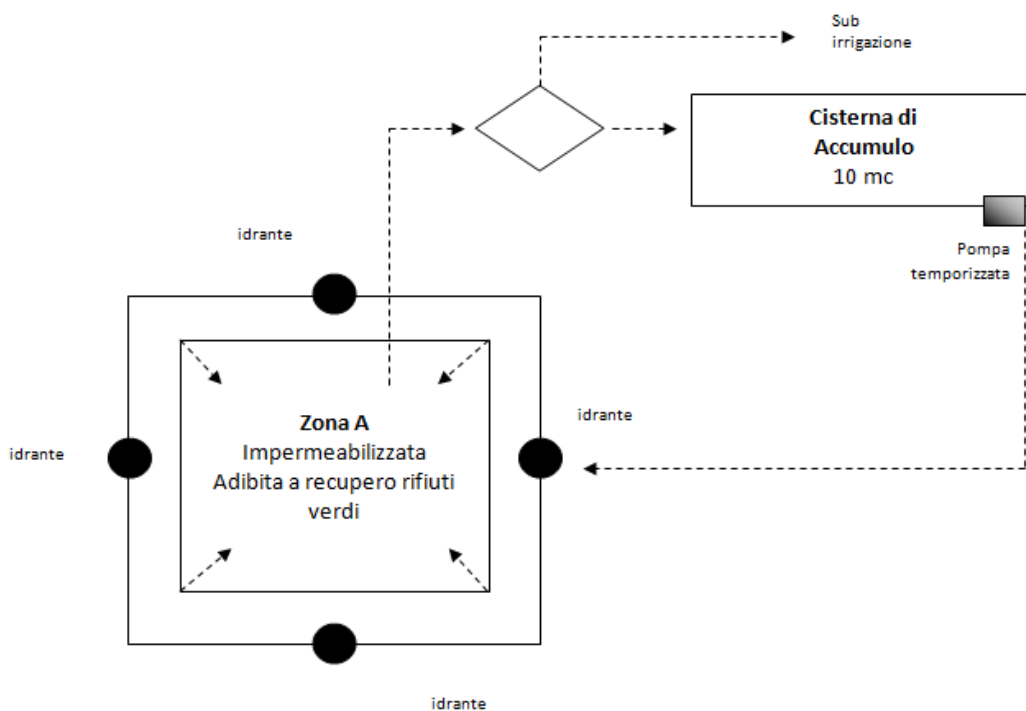 Sub
irrigazione
Cisterna di
Accumulo
10 mc
Pompa
temporizzata
idrante
idrante
idrante
Zona A
Impermeabilizzata
Adibita a recupero rifiuti
verdi
idrante